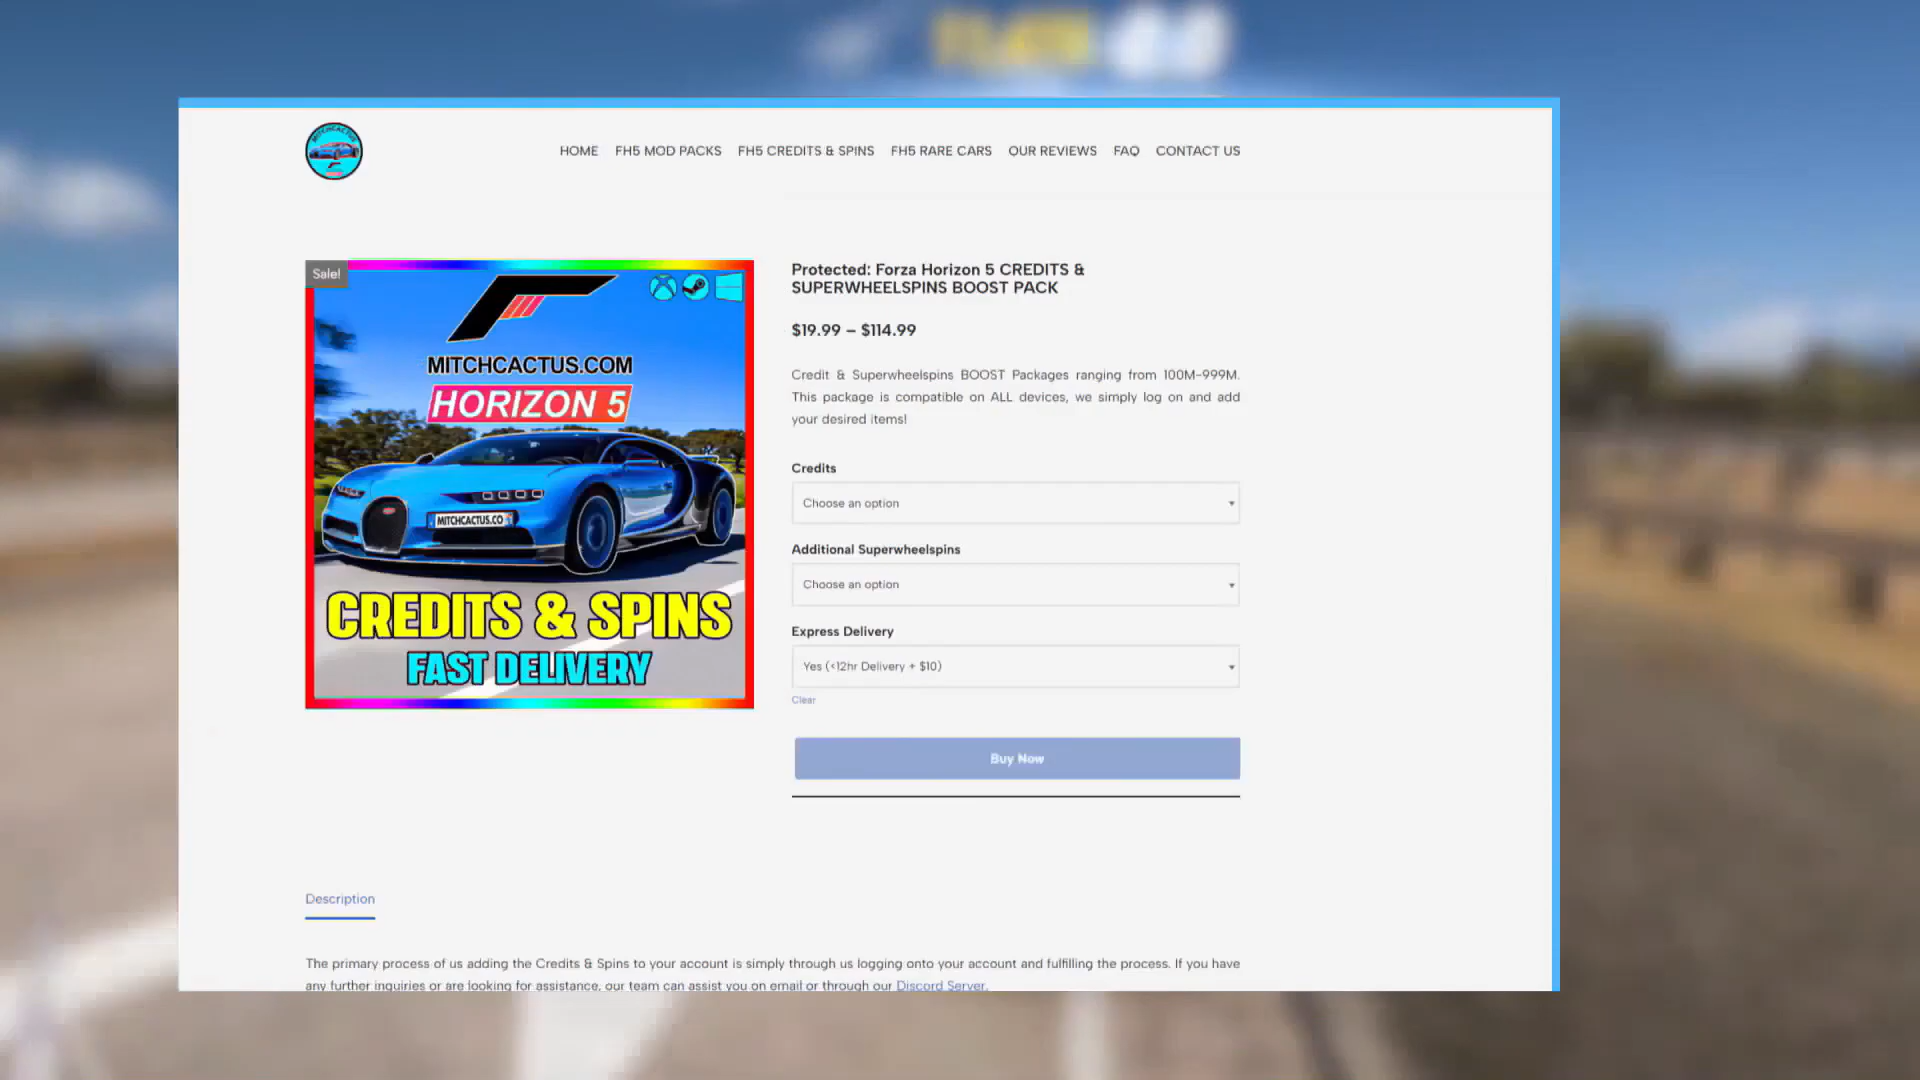 MITCHCACTUS
HOME FH5 MOD PACKS FH5 CREDITS & SPINS FH5 RARE CARS OUR REVIEWS FAQ CONTACT US
Sale!
MITCHCACTUS.COM
HORIZON 5
MITCHCACTUS.CO
CREDITS & SPINS
FAST DELIVERY
Protected: Forza Horizon 5 CREDITS &
SUPERWHEELSPINS BOOST PACK
$19.99 – $114.99
Credit & Superwheelspins BOOST Packages ranging from 100M-999M.
This package is compatible on ALL devices, we simply log on and add
your desired items!
Credits
Choose an option
Additional Superwheelspins
Choose an option
Express Delivery
Yes (<12hr Delivery + $10)
Clear
Buy Now
Description
The primary process of us adding the Credits & Spins to your account is simply through us logging onto your account and fulfilling the process. If you have
any further inquiries or are looking for assistance, our team can assist you on email or through our Discord Server.